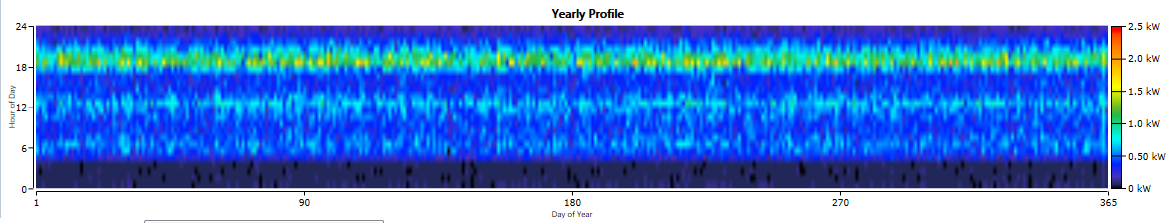 Yearly Profile
24
18
12
6
0
Hour of Day
1
90
180
270
365
Day of Year
2.5 kW
2.0 kW
1.5 kW
1.0 kW
0.50 kW
0 kW